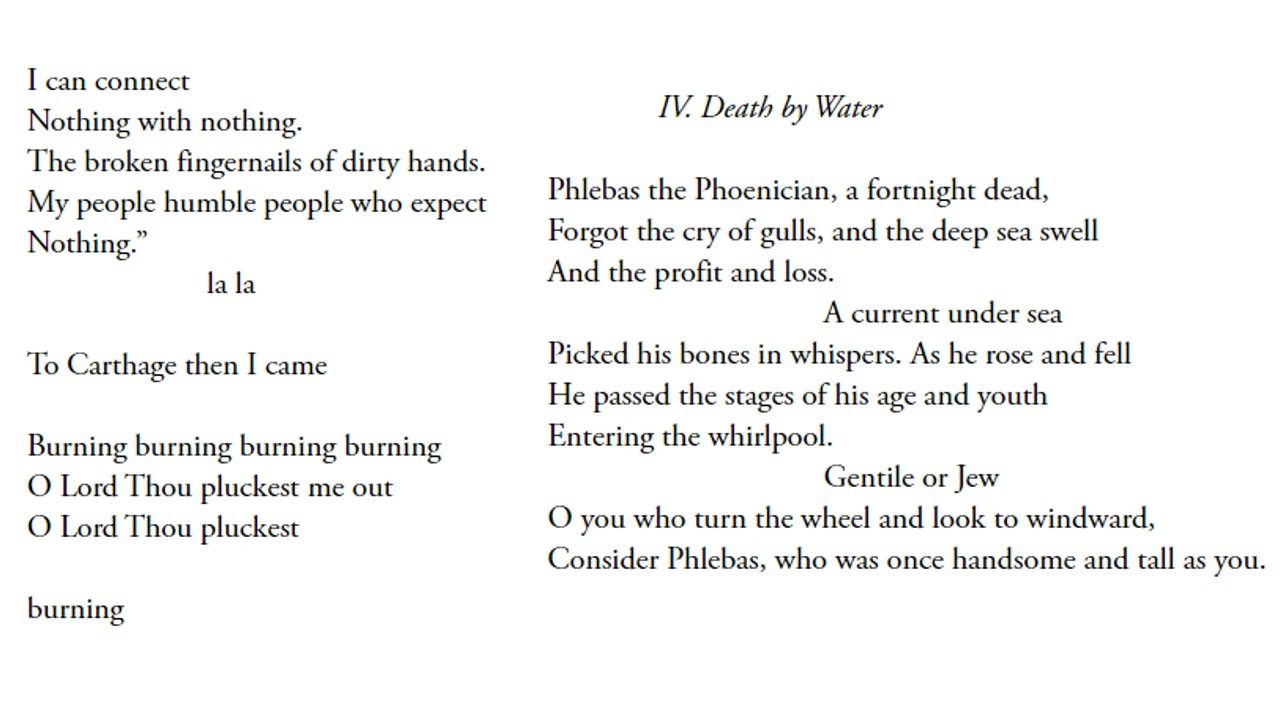 I can connect
Nothing with nothing.
The broken fingernails of dirty hands.
My people humble people who expect
Nothing.”
la la
To Carthage then I came
Burning burning burning burning
O Lord Thou pluckest me out
O Lord Thou pluckest
burning
IV. Death by Water
Phlebas the Phoenician, a fortnight dead,
Forgot the cry of gulls, and the deep sea swell
And the profit and loss.
A current under sea
Picked his bones in whispers. As he rose and fell
He passed the stages of his age and youth
Entering the whirlpool.
Gentile or Jew
O you who turn the wheel and look to windward,
Consider Phlebas, who was once handsome and tall as you.